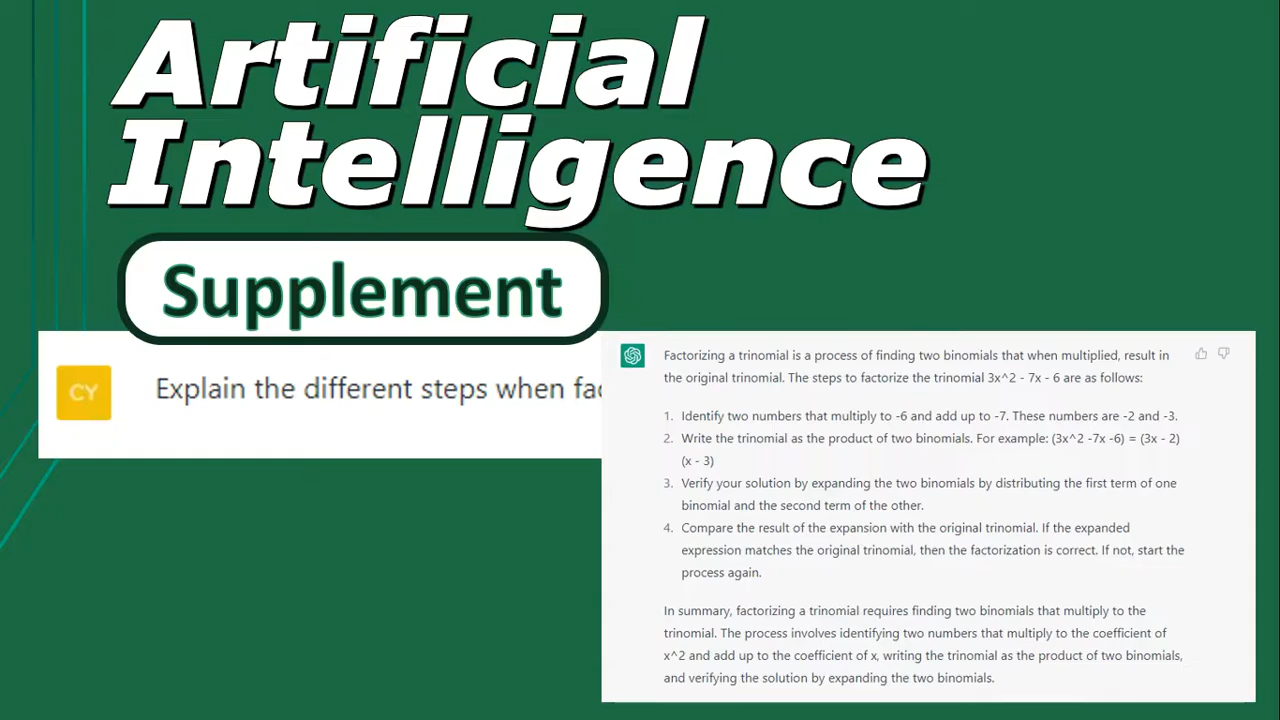 Artificial
Intelligence
Supplement
CY
Explain the different steps when fac
Factorizing a trinomial is a process of finding two binomials that when multiplied, result in
the original trinomial. The steps to factorize the trinomial 3x^2 - 7x - 6 are as follows:
1. Identify two numbers that multiply to -6 and add up to -7. These numbers are -2 and -3.
2. Write the trinomial as the product of two binomials. For example: (3x^2 -7x -6) = (3x - 2)
(x - 3)
3. Verify your solution by expanding the two binomials by distributing the first term of one
binomial and the second term of the other.
4. Compare the result of the expansion with the original trinomial. If the expanded
expression matches the original trinomial, then the factorization is correct. If not, start the
process again.
In summary, factorizing a trinomial requires finding two binomials that multiply to the
trinomial. The process involves identifying two numbers that multiply to the coefficient of
x^2 and add up to the coefficient of x, writing the trinomial as the product of two binomials,
and verifying the solution by expanding the two binomials.